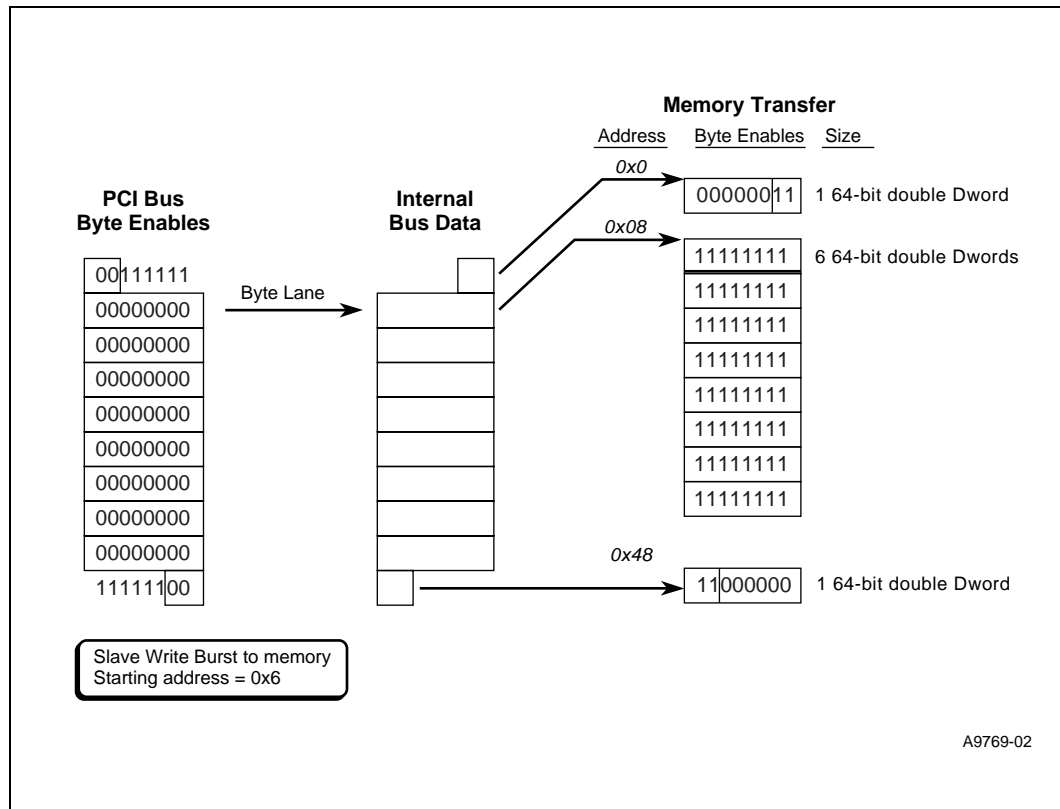 Memory Transfer
Address Byte Enables Size
0x0
PCI Bus
Byte Enables
Internal
Bus Data
00000011 1 64-bit double Dword
0x08
00111111
11111111 6 64-bit double Dwords
00000000
Byte Lane
11111111
00000000
11111111
00000000
11111111
00000000
11111111
00000000
11111111
00000000
11111111
00000000
11111111
00000000
0x48
11111100
11000000 1 64-bit double Dword
Slave Write Burst to memory
Starting address = 0x6
A9769-02